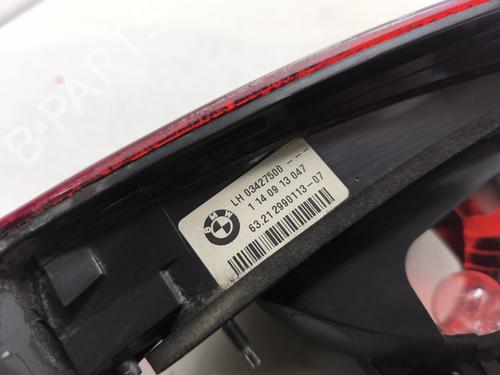 B-PARTS
LH 03427500 ---
1 14 09 13 047
63.21 2990113-07
BMW